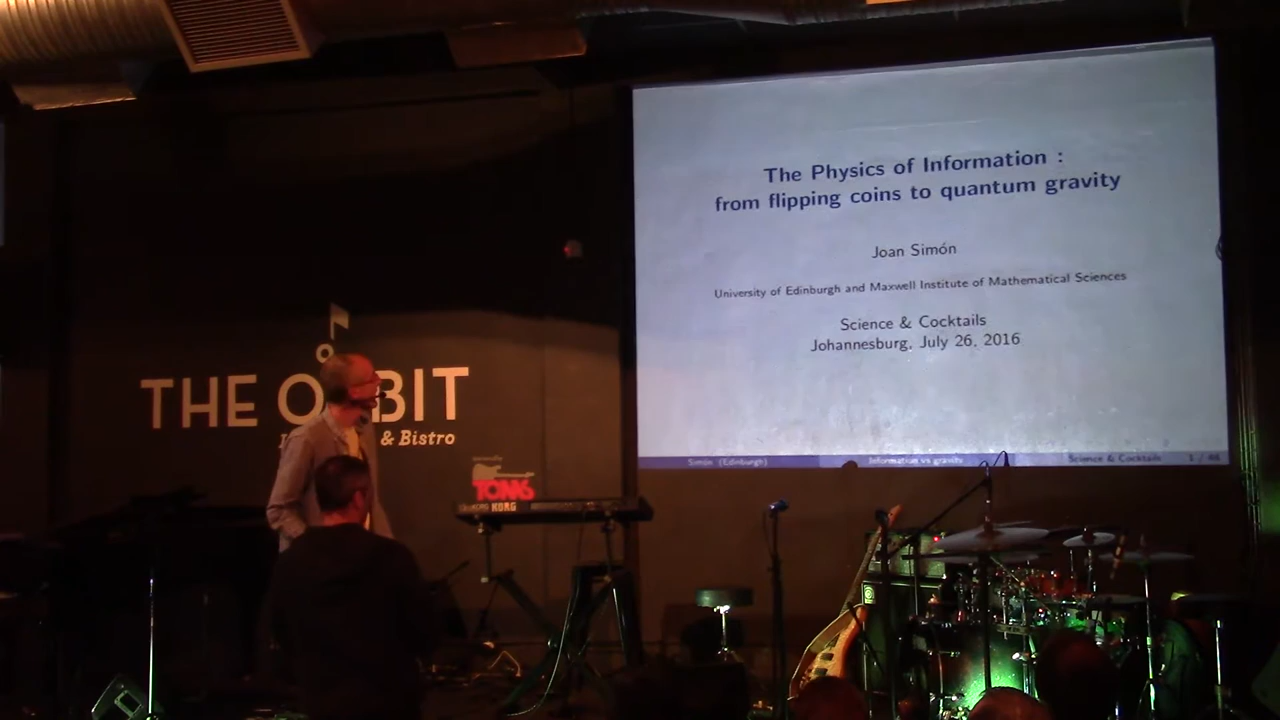 The Physics of Information :
from flipping coins to quantum gravity
Joan Simón
University of Edinburgh and Maxwell Institute of Mathematical Sciences
Science & Cocktails
Johannesburg, July 26, 2016
Simón (Edinburgh) Information vs gravity Science & Cocktails 1 /
THE O BIT
& Bistro
TOMS
KORG